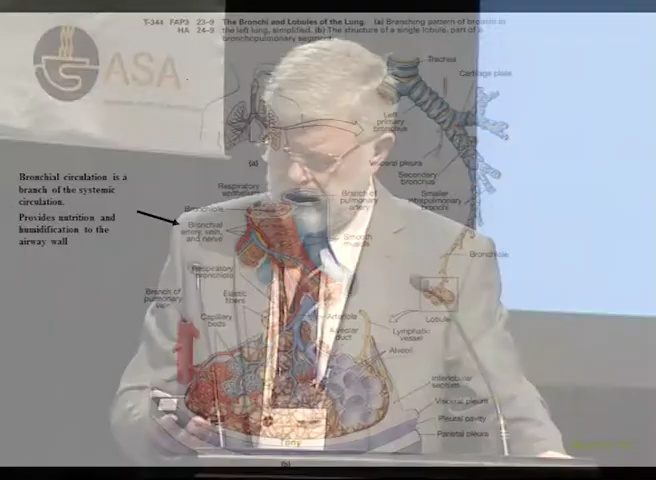 T-344 FAP3 23-9 The Bronchi and Lobules of the Lung. (a) Branching pattern of bronchi in
HA 24-9 the left lung, simplified. (b) The structure of a single lobule, part of a
bronchopulmonary segment.
ASA
Trachea
Cartilage plate
Left
primary
bronchus
(a)
Visceral pleura
Secondary
bronchus
Bronchial circulation is a
branch of the systemic
circulation.
Provides nutrition and
humidification to the
airway wall
Respiratory
epithelium
Branch of
pulmonary
artery
Smaller
intrapulmonary
bronchi
Bronchiole
Bronchial
artery, vein,
and nerve
Smooth
muscle
Bronchiole
Respiratory
bronchiole
Branch of
pulmonary
vein
Elastic
fibers
Capillary
beds
Arteriole
Alveolar
duct
Lymphatic
vessel
Lobule
Alveoli
Interlobular
septum
Visceral pleura
Pleural cavity
Parietal pleura
(b)